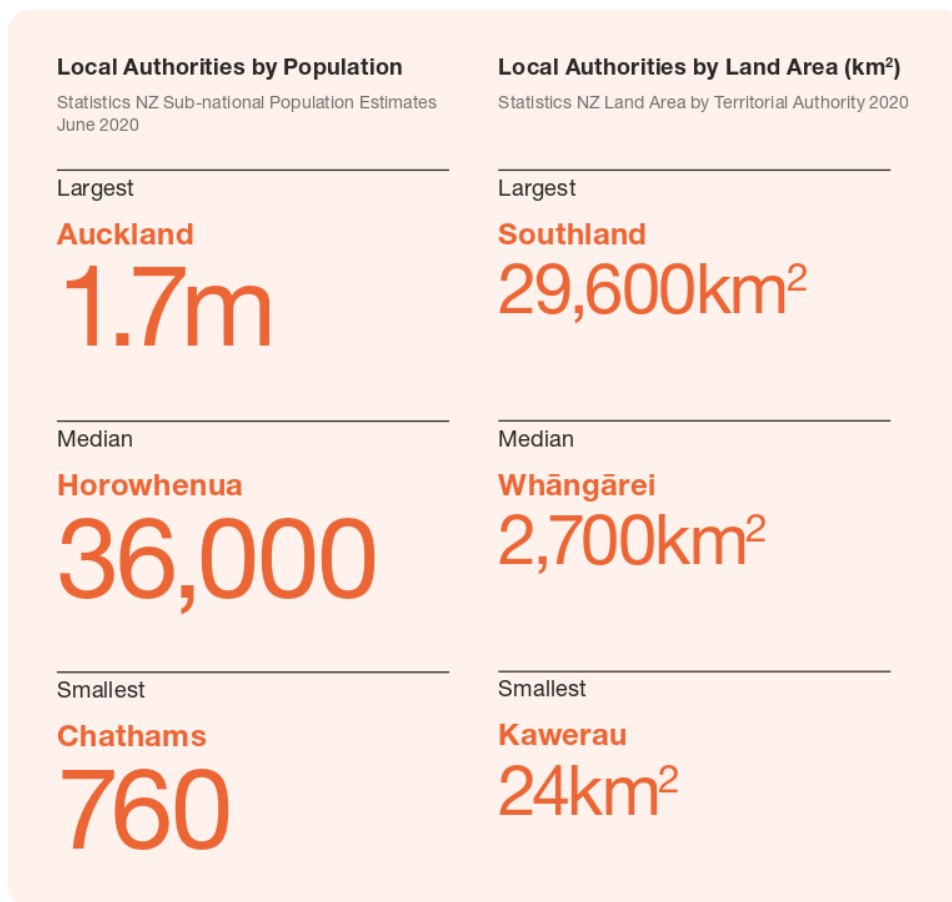 Local Authorities by Population
Statistics NZ Sub-national Population Estimates
June 2020
Largest
Auckland
1.7m
Median
Horowhenua
36,000
Smallest
Chathams
760
Local Authorities by Land Area (km²)
Statistics NZ Land Area by Territorial Authority 2020
Largest
Southland
29,600km²
Median
Whāngārei
2,700km²
Smallest
Kawerau
24km²